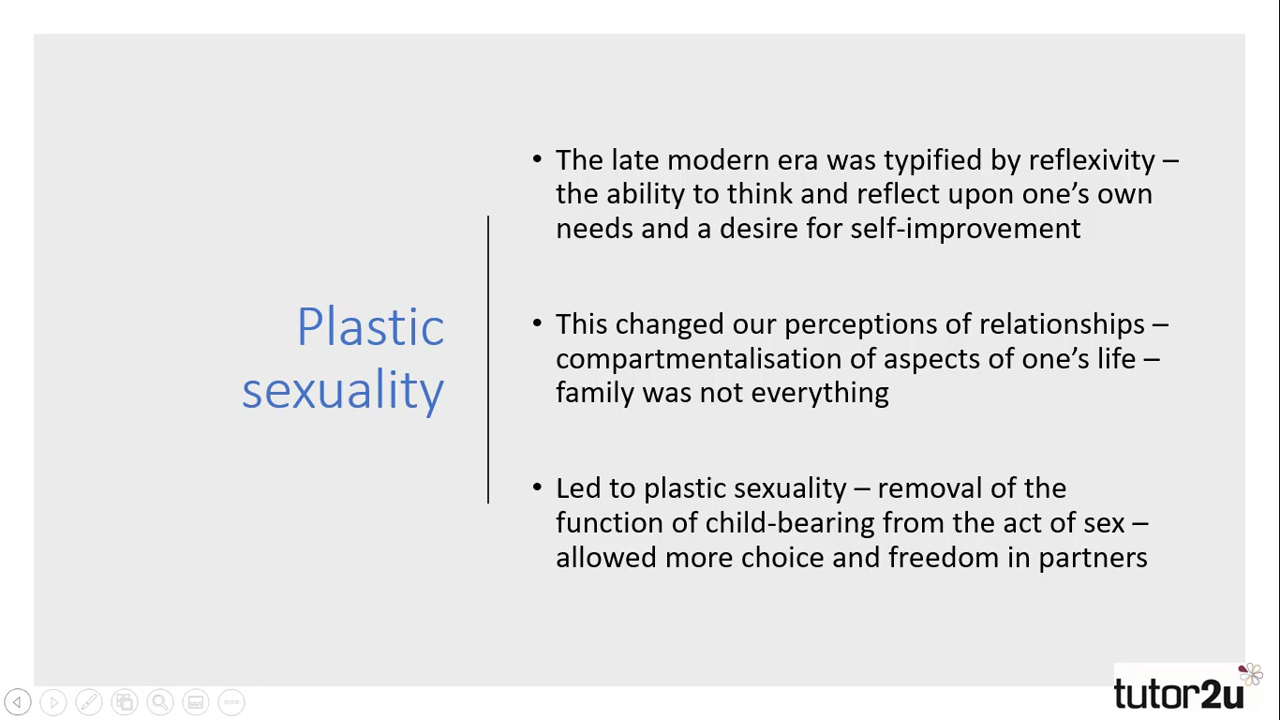 Plastic
sexuality
• The late modern era was typified by reflexivity –
the ability to think and reflect upon one’s own
needs and a desire for self-improvement
• This changed our perceptions of relationships –
compartmentalisation of aspects of one’s life –
family was not everything
• Led to plastic sexuality – removal of the
function of child-bearing from the act of sex –
allowed more choice and freedom in partners
tutor2u